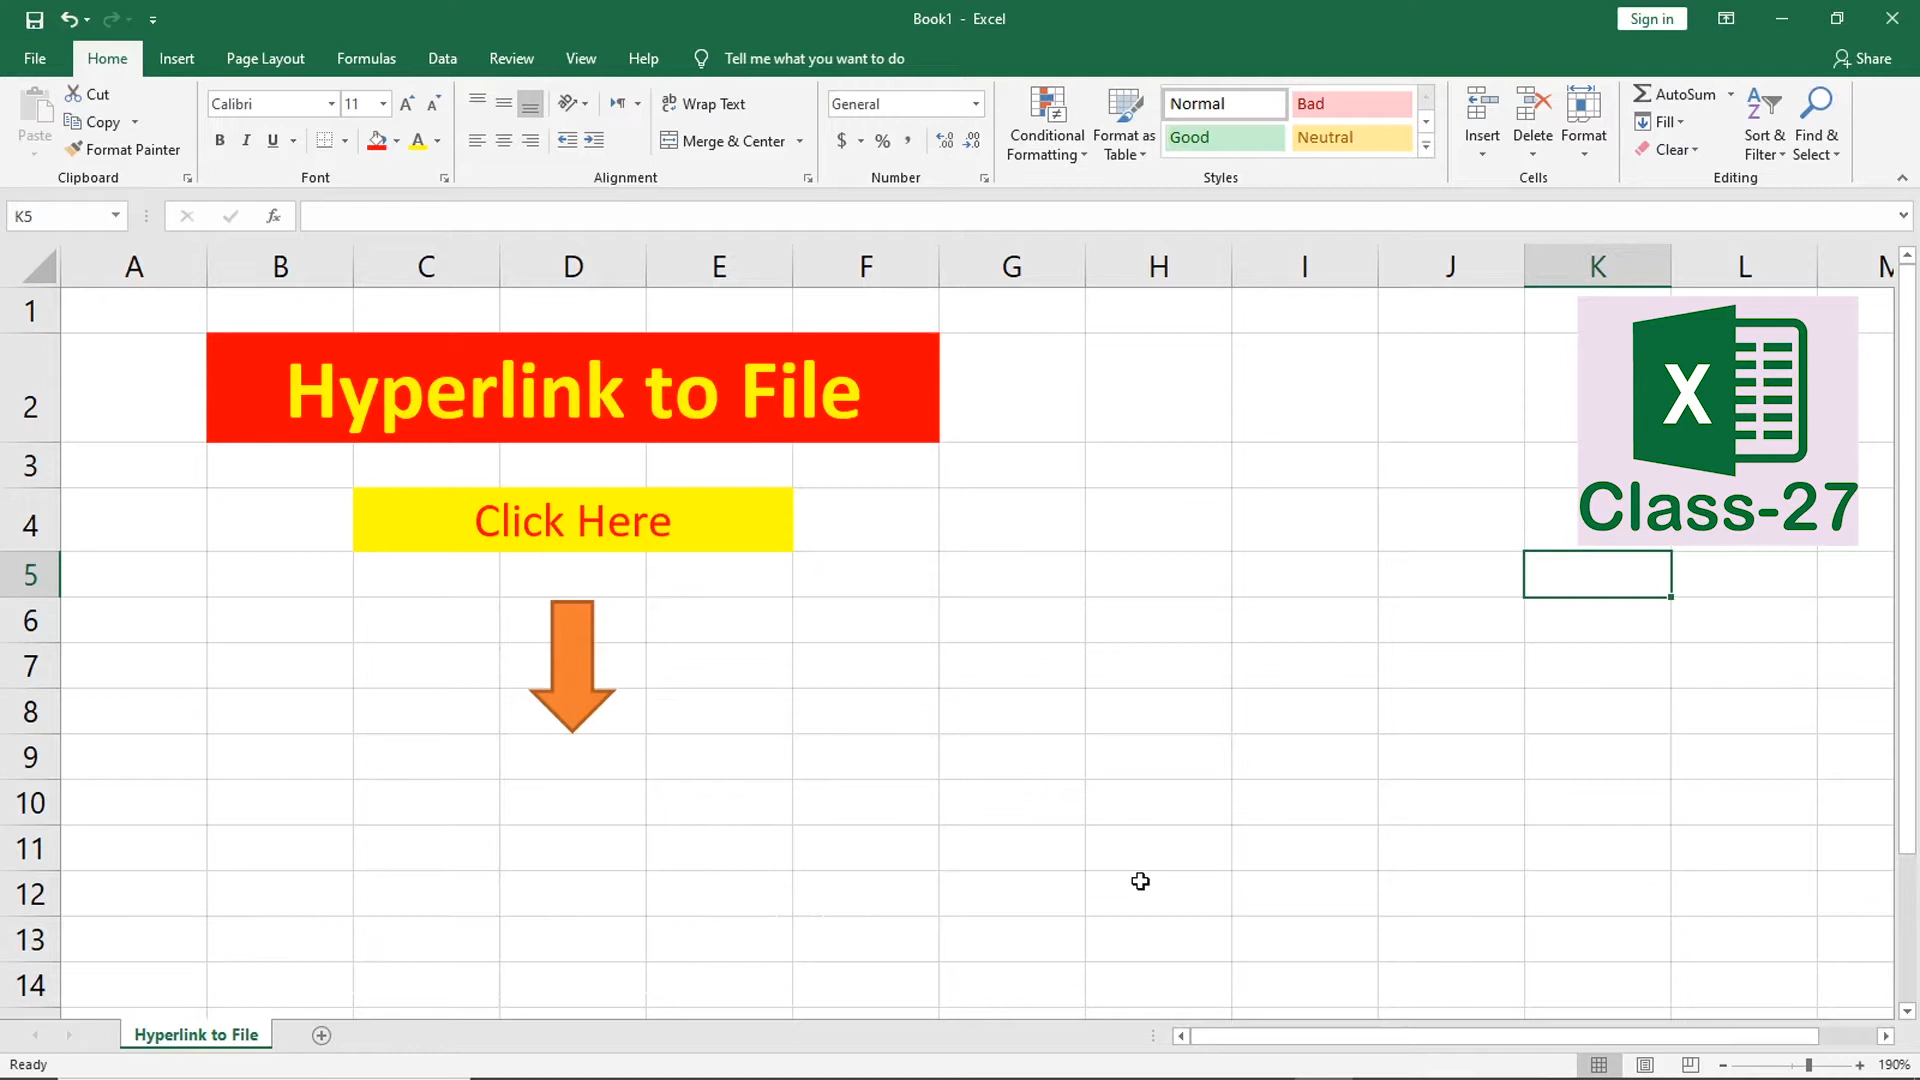 Book1 - Excel
Sign in
File Home Insert Page Layout Formulas Data Review View Help Tell me what you want to do Share
Cut
Copy
Paste
Format Painter
Clipboard
Calibri 11
B I U A
Font
Wrap Text
Merge & Center
Alignment
General
$ % ,
Number
Conditional Formatting
Format as Table
Normal Bad
Good Neutral
Styles
Insert Delete Format
Cells
AutoSum
Fill
Clear
Sort & Filter
Find & Select
Editing
K5 fx
A B C D E F G H I J K L M
1
2 Hyperlink to File
3
4 Click Here
X
Class-27
5
6
7
8
9
10
11
12
13
14
Hyperlink to File
Ready 190%